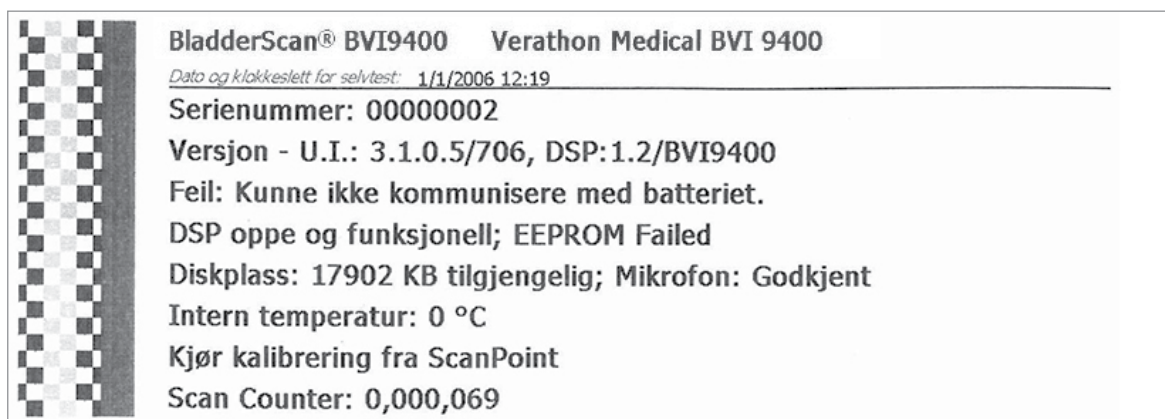 BladderScan® BVI9400 Verathon Medical BVI 9400
Dato og klokkeslett for selvtest: 1/1/2006 12:19
Serienummer: 00000002
Versjon - U.I.: 3.1.0.5/706, DSP:1.2/BVI9400
Feil: Kunne ikke kommunisere med batteriet.
DSP oppe og funksjonell; EEPROM Failed
Diskplass: 17902 KB tilgjengelig; Mikrofon: Godkjent
Intern temperatur: 0 °C
Kjør kalibrering fra ScanPoint
Scan Counter: 0,000,069